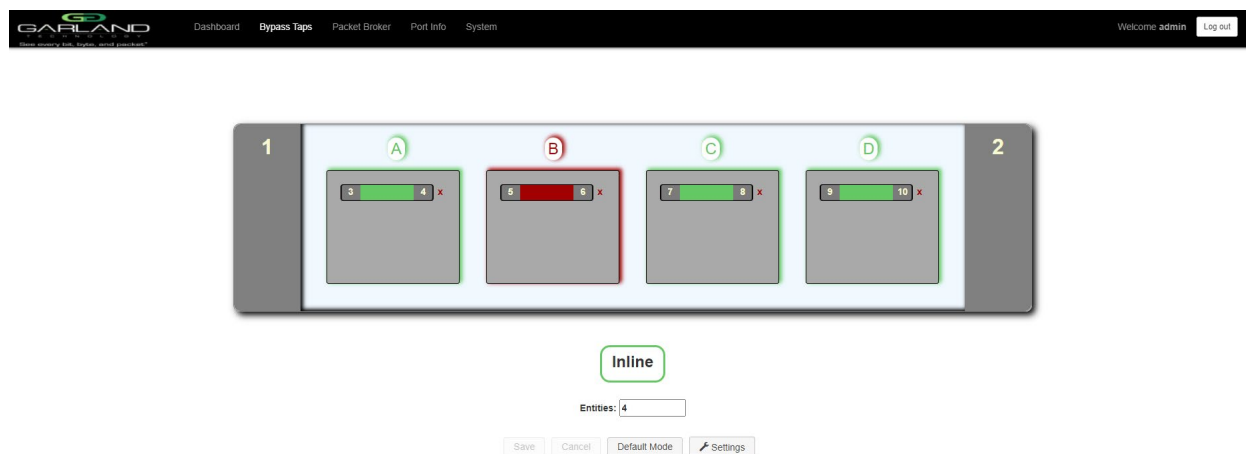 GARLAND
TECHNOLOGY
See every bit, byte, and packet.
Dashboard Bypass Taps Packet Broker Port Info System
Welcome admin Log out
1 A B C D 2
3 4 x 5 6 x 7 8 x 9 10 x
Inline
Entities: 4
Save Cancel Default Mode Settings